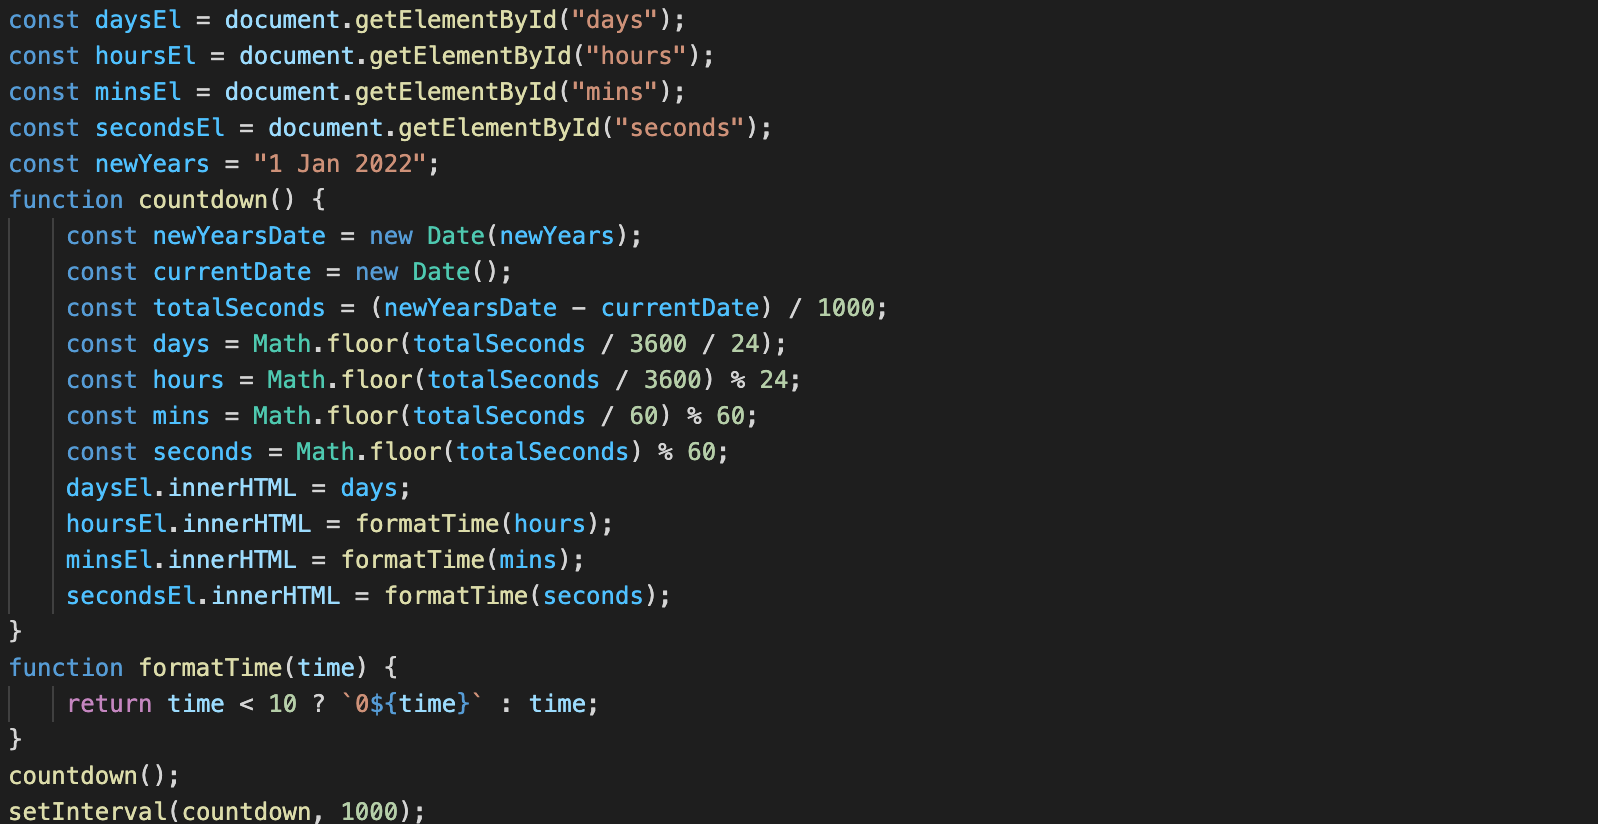 const daysEl = document.getElementById("days");
const hoursEl = document.getElementById("hours");
const minsEl = document.getElementById("mins");
const secondsEl = document.getElementById("seconds");
const newYears = "1 Jan 2022";
function countdown() {
    const newYearsDate = new Date(newYears);
    const currentDate = new Date();
    const totalSeconds = (newYearsDate - currentDate) / 1000;
    const days = Math.floor(totalSeconds / 3600 / 24);
    const hours = Math.floor(totalSeconds / 3600) % 24;
    const mins = Math.floor(totalSeconds / 60) % 60;
    const seconds = Math.floor(totalSeconds) % 60;
    daysEl.innerHTML = days;
    hoursEl.innerHTML = formatTime(hours);
    minsEl.innerHTML = formatTime(mins);
    secondsEl.innerHTML = formatTime(seconds);
}
function formatTime(time) {
    return time < 10 ? `0${time}` : time;
}
countdown();
setInterval(countdown, 1000);